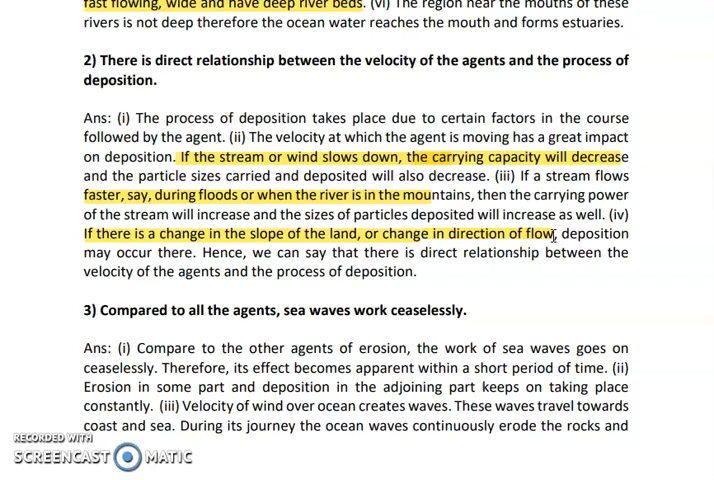 fast flowing, wide and have deep river beds. (vi) The region near the mouths of these
rivers is not deep therefore the ocean water reaches the mouth and forms estuaries.
2) There is direct relationship between the velocity of the agents and the process of
deposition.
Ans: (i) The process of deposition takes place due to certain factors in the course
followed by the agent. (ii) The velocity at which the agent is moving has a great impact
on deposition. If the stream or wind slows down, the carrying capacity will decrease
and the particle sizes carried and deposited will also decrease. (iii) If a stream flows
faster, say, during floods or when the river is in the mountains, then the carrying power
of the stream will increase and the sizes of particles deposited will increase as well. (iv)
If there is a change in the slope of the land, or change in direction of flow, deposition
may occur there. Hence, we can say that there is direct relationship between the
velocity of the agents and the process of deposition.
3) Compared to all the agents, sea waves work ceaselessly.
Ans: (i) Compare to the other agents of erosion, the work of sea waves goes on
ceaselessly. Therefore, its effect becomes apparent within a short period of time. (ii)
Erosion in some part and deposition in the adjoining part keeps on taking place
constantly. (iii) Velocity of wind over ocean creates waves. These waves travel towards
coast and sea. During its journey the ocean waves continuously erode the rocks and
RECORDED WITH
SCREENCAST MATIC